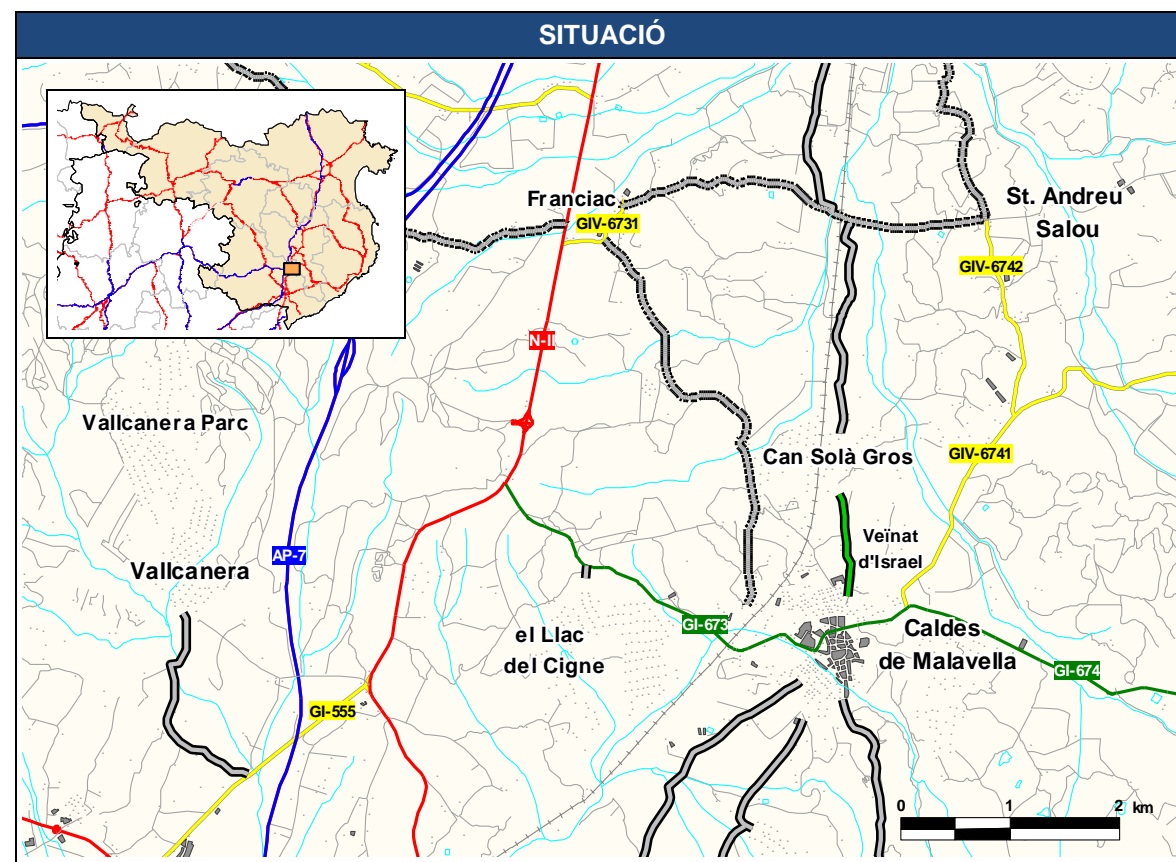 SITUACIÓ
Franciac
GIV-6731
St. Andreu
Salou
GIV-6742
N-II
Vallcanera Parc
Can Solà Gros
GIV-6741
AP-7
Vallcanera
Veïnat
d'Israel
GI-673
el Llac
del Cigne
Caldes
de Malavella
GI-674
GI-555
0 1 2 km